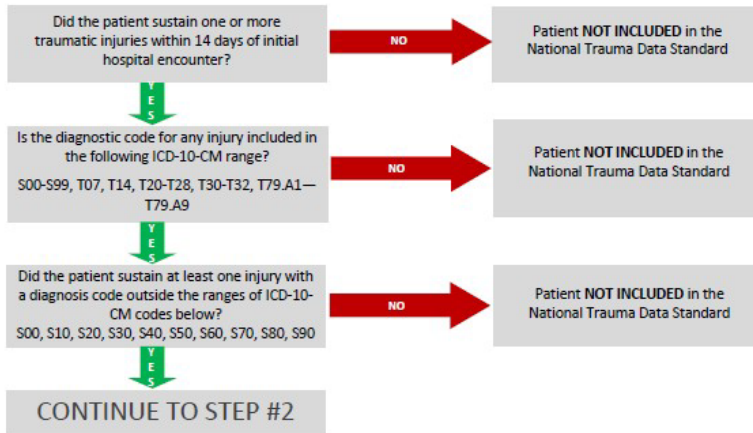 Did the patient sustain one or more
traumatic injuries within 14 days of initial
hospital encounter?
NO
Patient NOT INCLUDED in the
National Trauma Data Standard
YES
Is the diagnostic code for any injury included in
the following ICD-10-CM range?
S00-S99, T07, T14, T20-T28, T30-T32, T79.A1—
T79.A9
NO
Patient NOT INCLUDED in the
National Trauma Data Standard
YES
Did the patient sustain at least one injury with
a diagnosis code outside the ranges of ICD-10-
CM codes below?
S00, S10, S20, S30, S40, S50, S60, S70, S80, S90
NO
Patient NOT INCLUDED in the
National Trauma Data Standard
YES
CONTINUE TO STEP #2